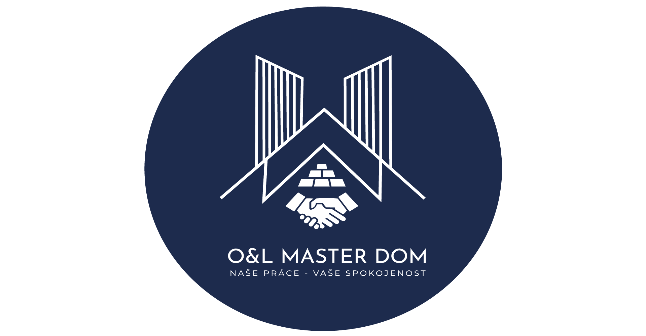 O&L MASTER DOM
NAŠE PRÁCE - VAŠE SPOKOJENOST